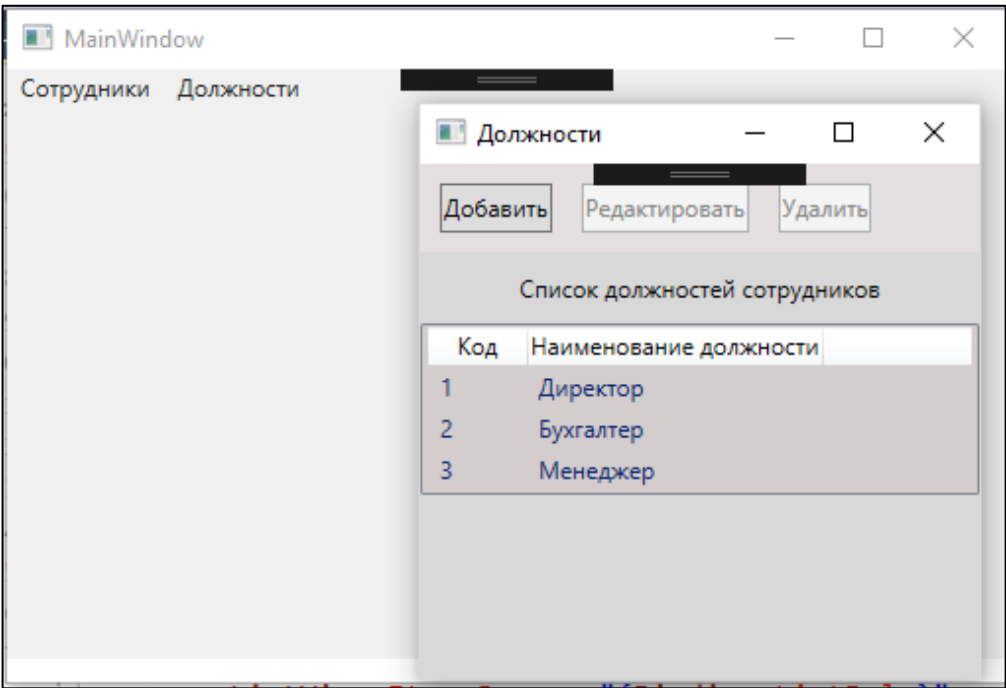 MainWindow
Сотрудники Должности
Должности
Добавить Редактировать Удалить
Список должностей сотрудников
Код Наименование должности
1 Директор
2 Бухгалтер
3 Менеджер